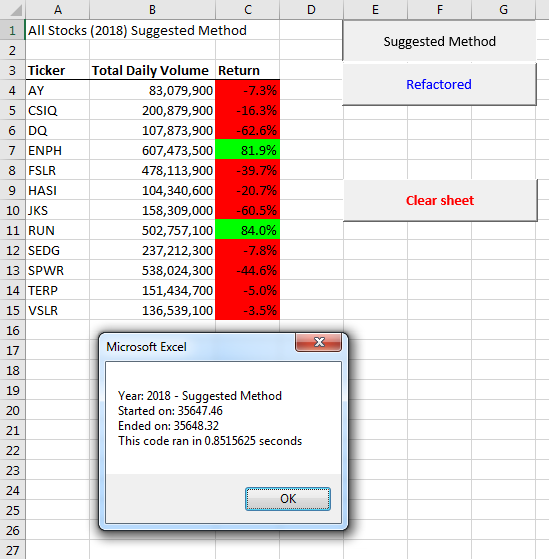 A B C D E F G
1 All Stocks (2018) Suggested Method
Suggested Method
2
3 Ticker Total Daily Volume Return
Refactored
4 AY 83,079,900 -7.3%
5 CSIQ 200,879,900 -16.3%
6 DQ 107,873,900 -62.6%
7 ENPH 607,473,500 81.9%
8 FSLR 478,113,900 -39.7%
9 HASI 104,340,600 -20.7%
Clear sheet
10 JKS 158,309,000 -60.5%
11 RUN 502,757,100 84.0%
12 SEDG 237,212,300 -7.8%
13 SPWR 538,024,300 -44.6%
14 TERP 151,434,700 -5.0%
15 VSLR 136,539,100 -3.5%
16
17
Microsoft Excel
18
19
Year: 2018 - Suggested Method
20
Started on: 35647.46
21
Ended on: 35648.32
This code ran in 0.8515625 seconds
22
23
24
OK
25
26
27